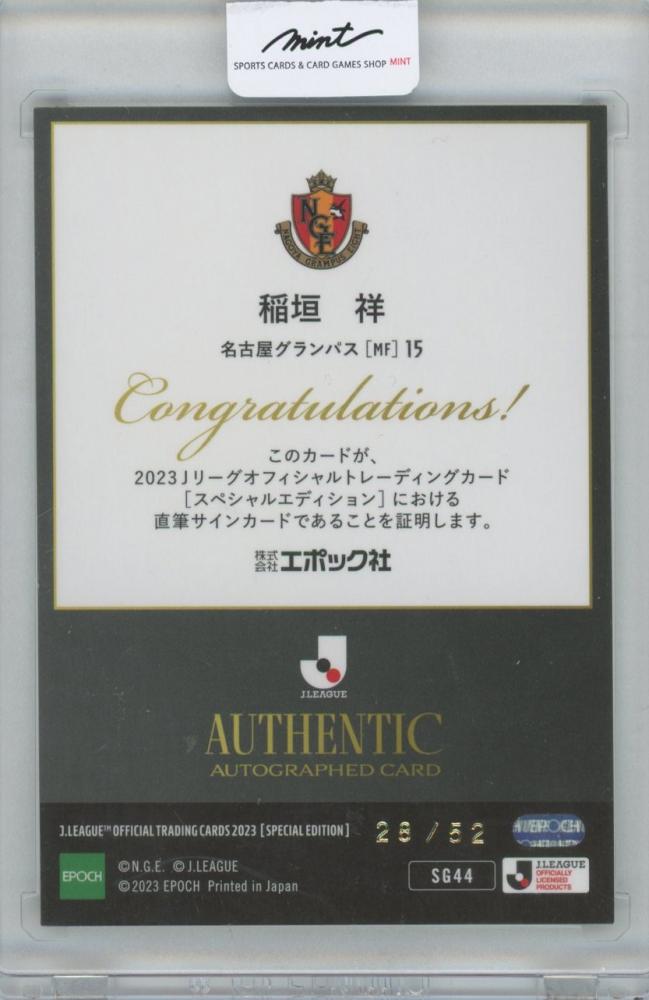 mint
SPORTS CARDS & CARD GAMES SHOP MINT
NGE
NAGOYA GRAMPUS EIGHT
稲垣 祥
名古屋グランパス [MF] 15
Congratulations!
このカードが、
2023Jリーグオフィシャルトレーディングカード
[スペシャルエディション]における
直筆サインカードであることを証明します。
株式会社エポック社
J.LEAGUE
AUTHENTIC
AUTOGRAPHED CARD
J.LEAGUE™ OFFICIAL TRADING CARDS 2023 [SPECIAL EDITION] 28/52
EPOCH
EPOCH
©N.G.E. ©J.LEAGUE
©2023 EPOCH Printed in Japan
SG44
J.LEAGUE
OFFICIALLY
LICENSED
PRODUCTS